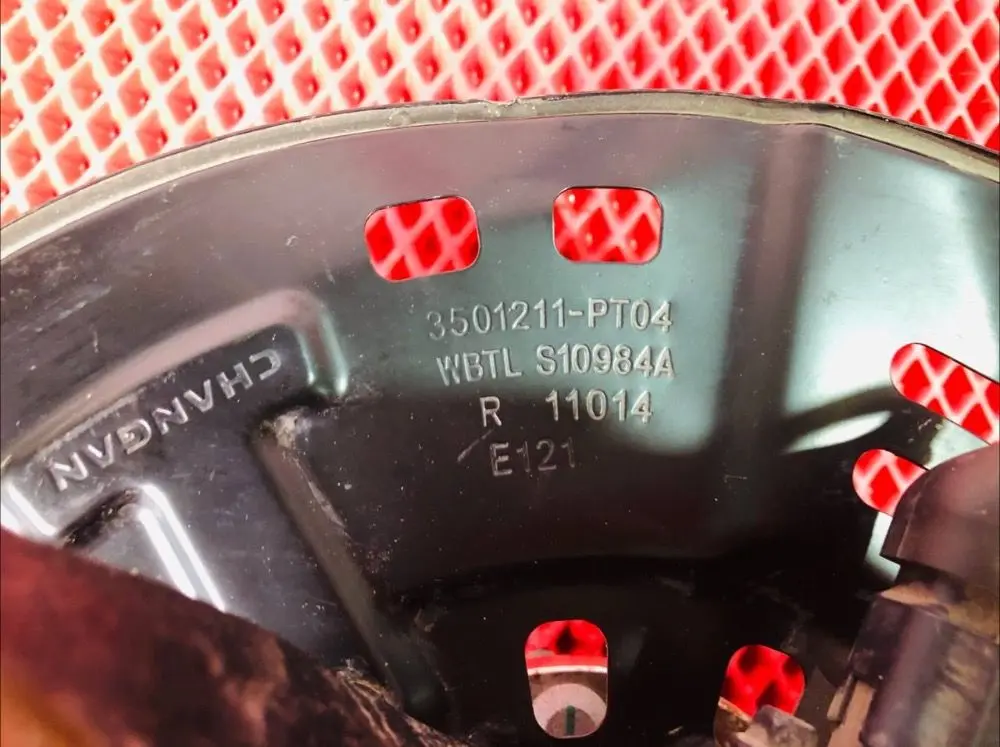 3501211-PT04
WBTL S10984A
R 11014
E121
CHANGAN